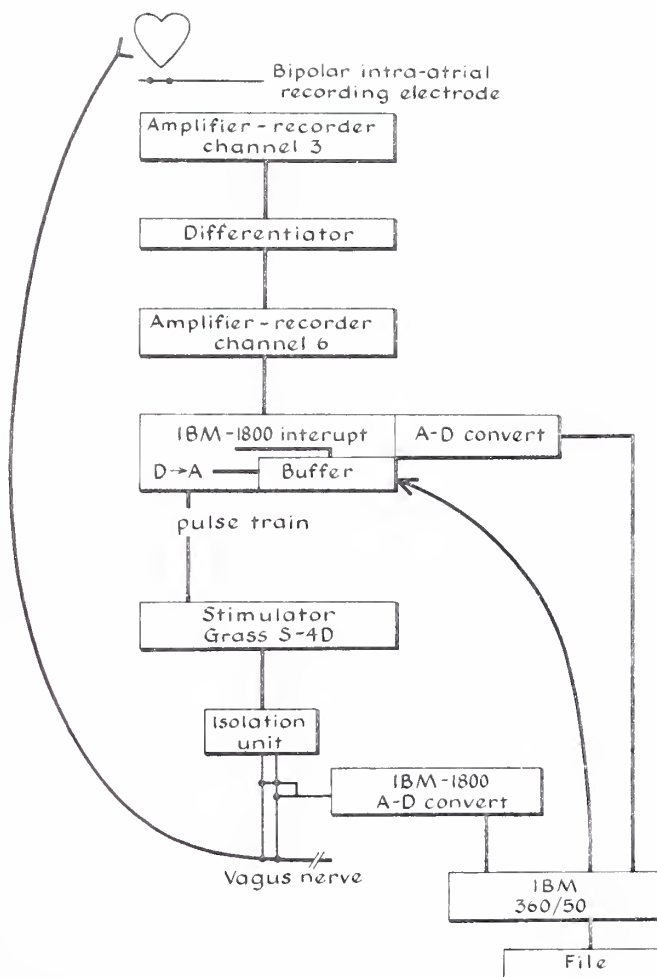 Bipolar intra-atrial
recording electrode
Amplifier-recorder
channel 3
Differentiator
Amplifier-recorder
channel 6
IBM-1800 interupt
A-D convert
D→A
Buffer
pulse train
Stimulator
Grass S-4D
Isolation
unit
IBM-1800
A-D convert
Vagus nerve
IBM
360/50
File